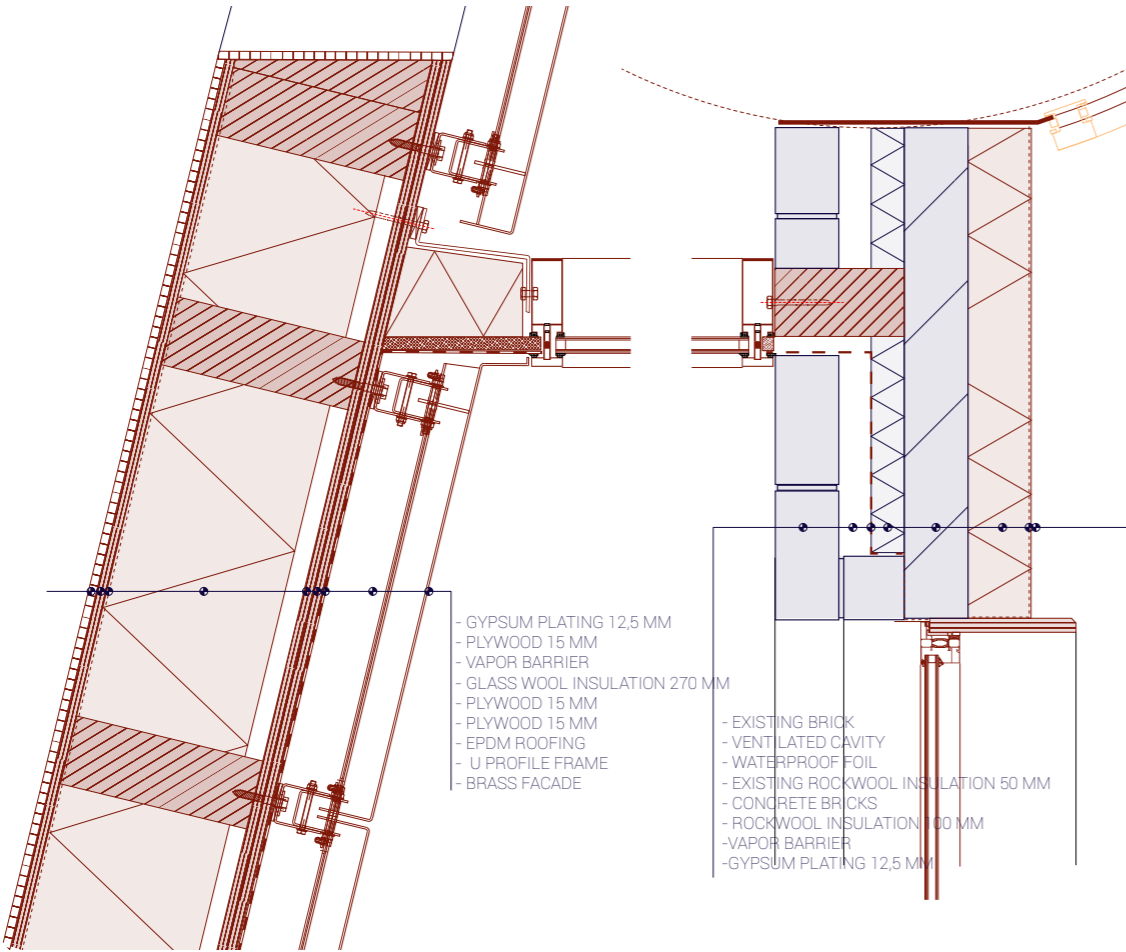 - GYPSUM PLATING 12,5 MM
- PLYWOOD 15 MM
- VAPOR BARRIER
- GLASS WOOL INSULATION 270 MM
- PLYWOOD 15 MM
- PLYWOOD 15 MM
- EPDM ROOFING
- U PROFILE FRAME
- BRASS FACADE
- EXISTING BRICK
- VENTILATED CAVITY
- WATERPROOF FOIL
- EXISTING ROCKWOOL INSULATION 50 MM
- CONCRETE BRICKS
- ROCKWOOL INSULATION 100 MM
-VAPOR BARRIER
-GYPSUM PLATING 12,5 MM